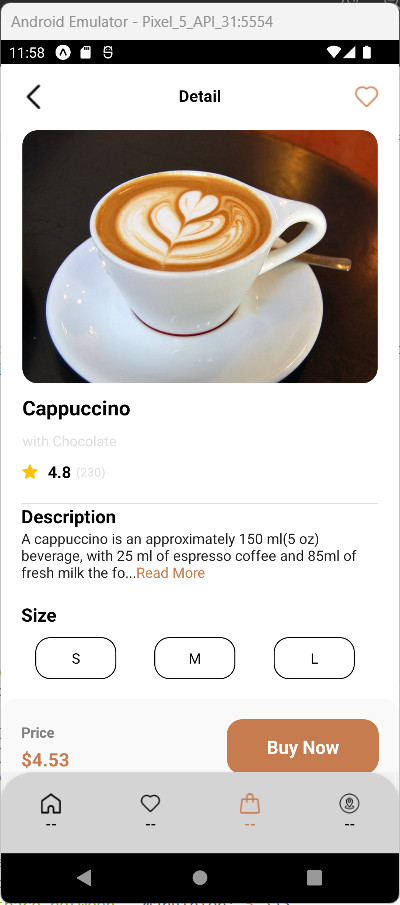 Android Emulator - Pixel_5_API_31:5554
11:58
Detail
Cappuccino
with Chocolate
4.8 (230)
Description
A cappuccino is an approximately 150 ml(5 oz)
beverage, with 25 ml of espresso coffee and 85ml of
fresh milk the fo...Read More
Size
S M L
Price
$4.53
Buy Now
-- -- -- --